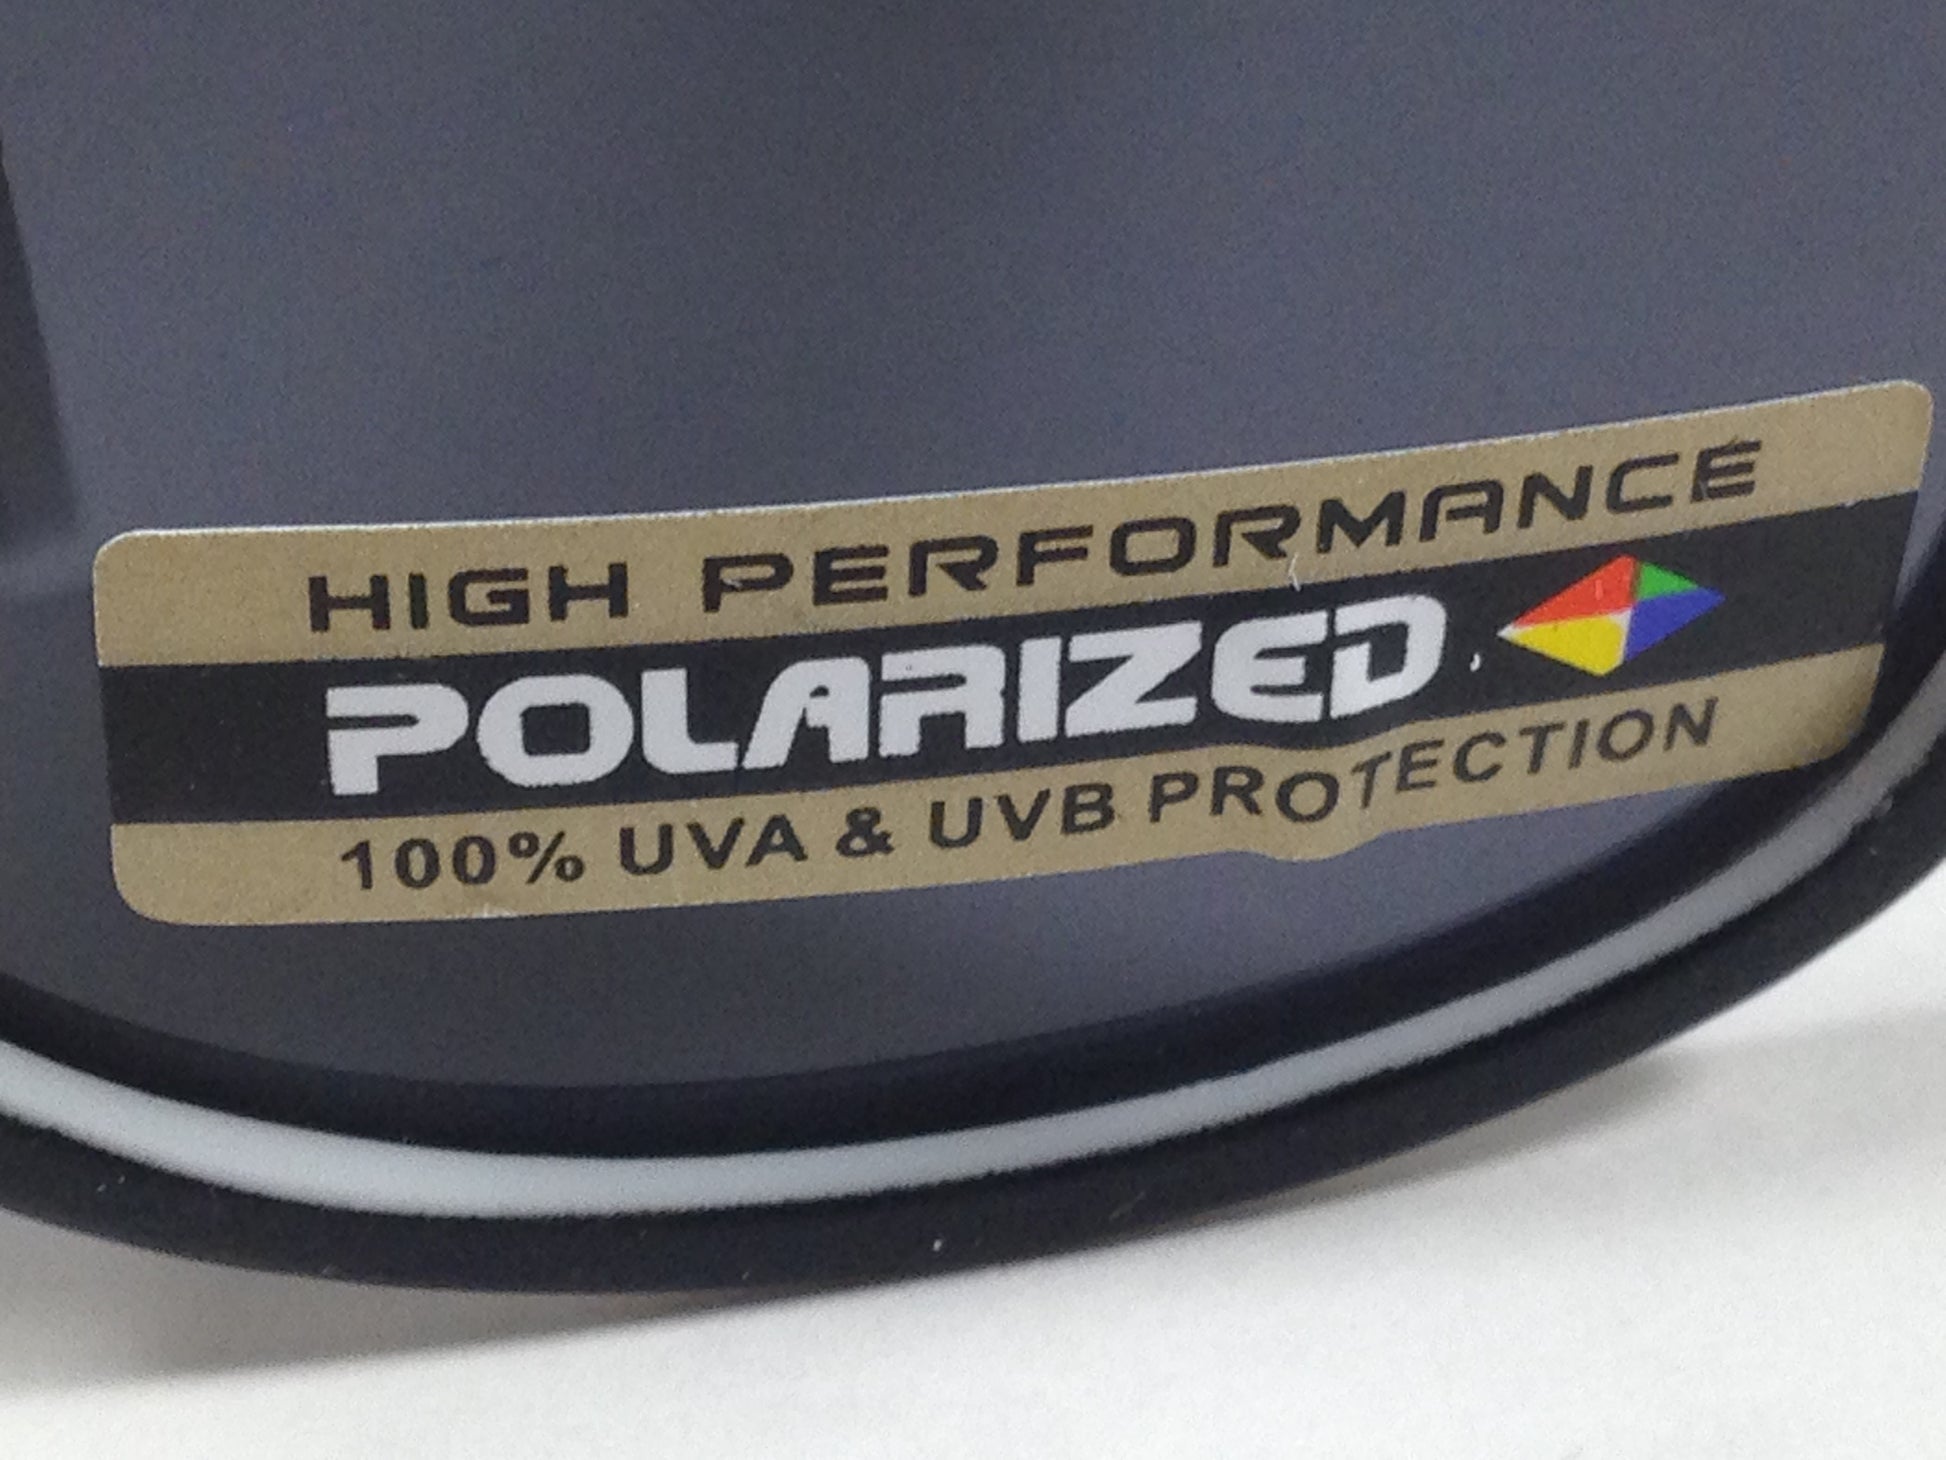 HIGH PERFORMANCE
POLARIZED
100% UVA & UVB PROTECTION